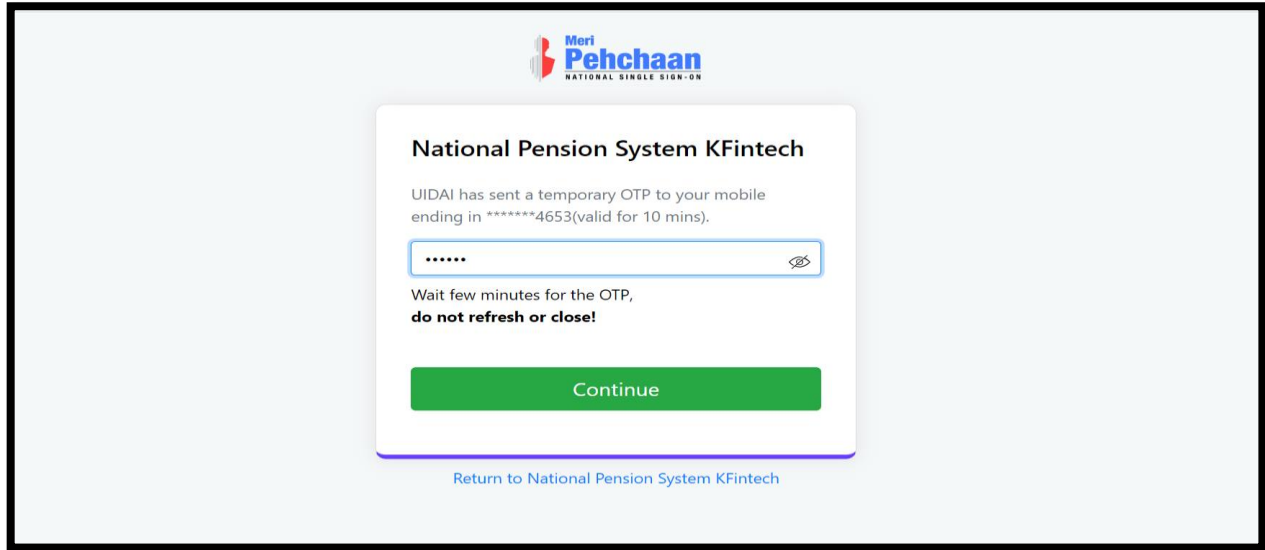 Meri
Pehchaan
NATIONAL SINGLE SIGN-ON
National Pension System KFintech
UIDAI has sent a temporary OTP to your mobile
ending in *******4653(valid for 10 mins).
••••••
Wait few minutes for the OTP,
do not refresh or close!
Continue
Return to National Pension System KFintech